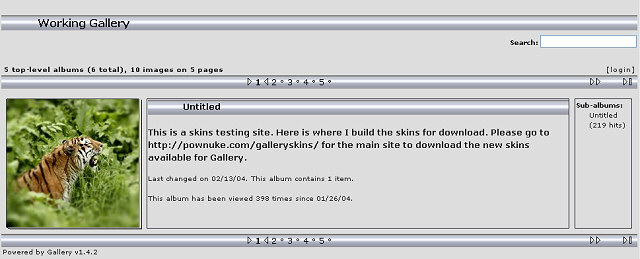 Working Gallery
Search:
5 top-level albums (6 total), 10 images on 5 pages
[login]
1 2 3 4 5
Untitled
This is a skins testing site. Here is where I build the skins for download. Please go to
http://pownuke.com/galleryskins/ for the main site to download the new skins
available for Gallery.
Last changed on 02/13/04. This album contains 1 item.
This album has been viewed 398 times since 01/26/04.
Sub-albums:
Untitled
(219 hits)
1 2 3 4 5
Powered by Gallery v1.4.2